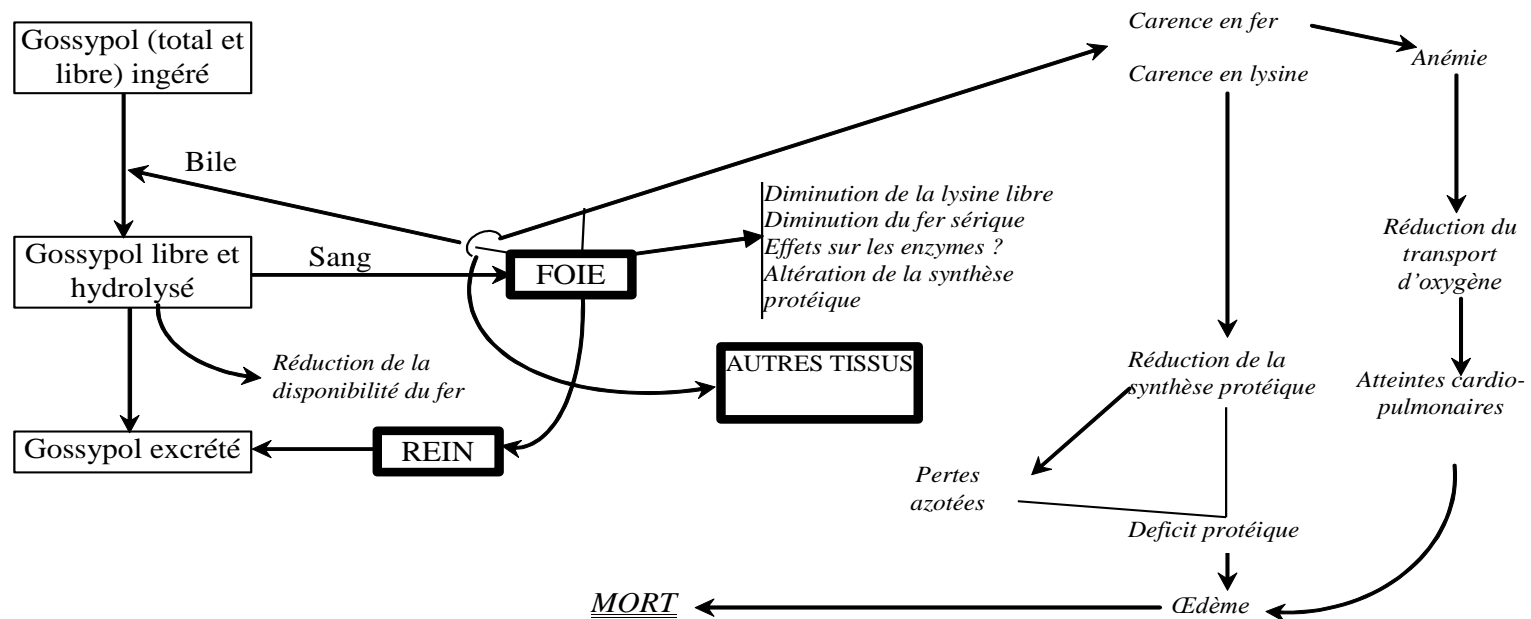 Gossypol (total et
libre) ingéré
Bile
Gossypol libre et
hydrolysé
Sang
FOIE
Réduction de la
disponibilité du fer
Gossypol excrété
REIN
Diminution de la lysine libre
Diminution du fer sérique
Effets sur les enzymes ?
Altération de la synthèse
protéique
AUTRES TISSUS
Carence en fer
Carence en lysine
Anémie
Réduction du
transport
d'oxygène
Atteintes cardio-
pulmonaires
Réduction de la
synthèse protéique
Pertes
azotées
Deficit protéique
Œdème
MORT